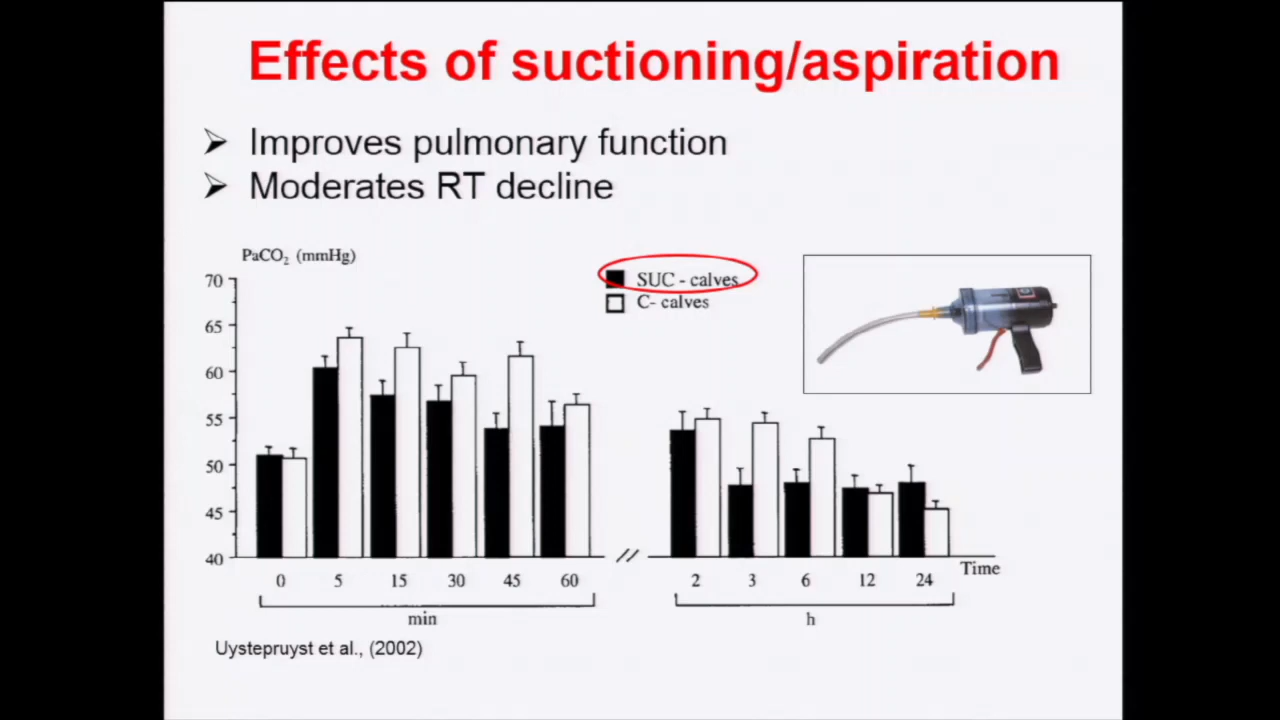 Effects of suctioning/aspiration
Improves pulmonary function
Moderates RT decline
PaCO₂ (mmHg)
SUC - calves
C- calves
70
65
60
55
50
45
40
0 5 15 30 45 60 // 2 3 6 12 24 Time
min h
Uystepruyst et al., (2002)